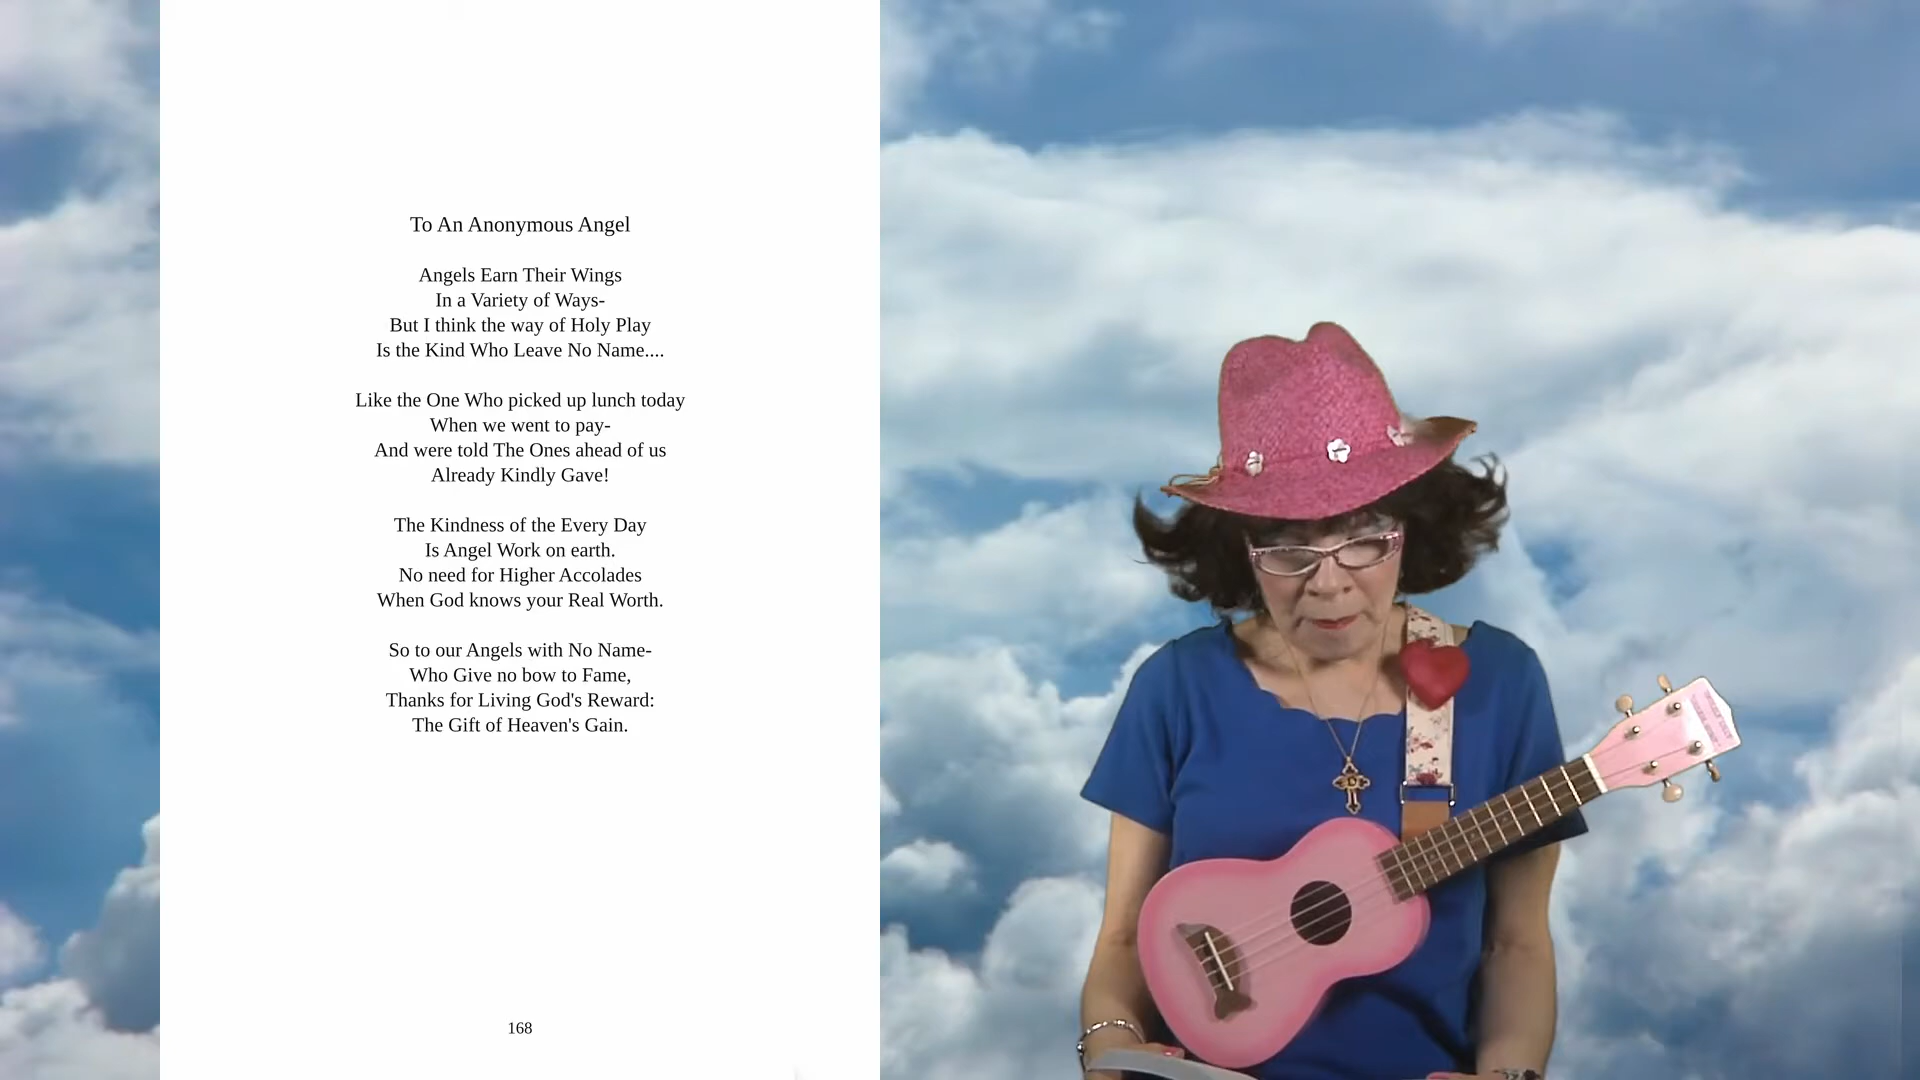 To An Anonymous Angel
Angels Earn Their Wings
In a Variety of Ways-
But I think the way of Holy Play
Is the Kind Who Leave No Name....
Like the One Who picked up lunch today
When we went to pay-
And were told The Ones ahead of us
Already Kindly Gave!
The Kindness of the Every Day
Is Angel Work on earth.
No need for Higher Accolades
When God knows your Real Worth.
So to our Angels with No Name-
Who Give no bow to Fame,
Thanks for Living God's Reward:
The Gift of Heaven's Gain.
168